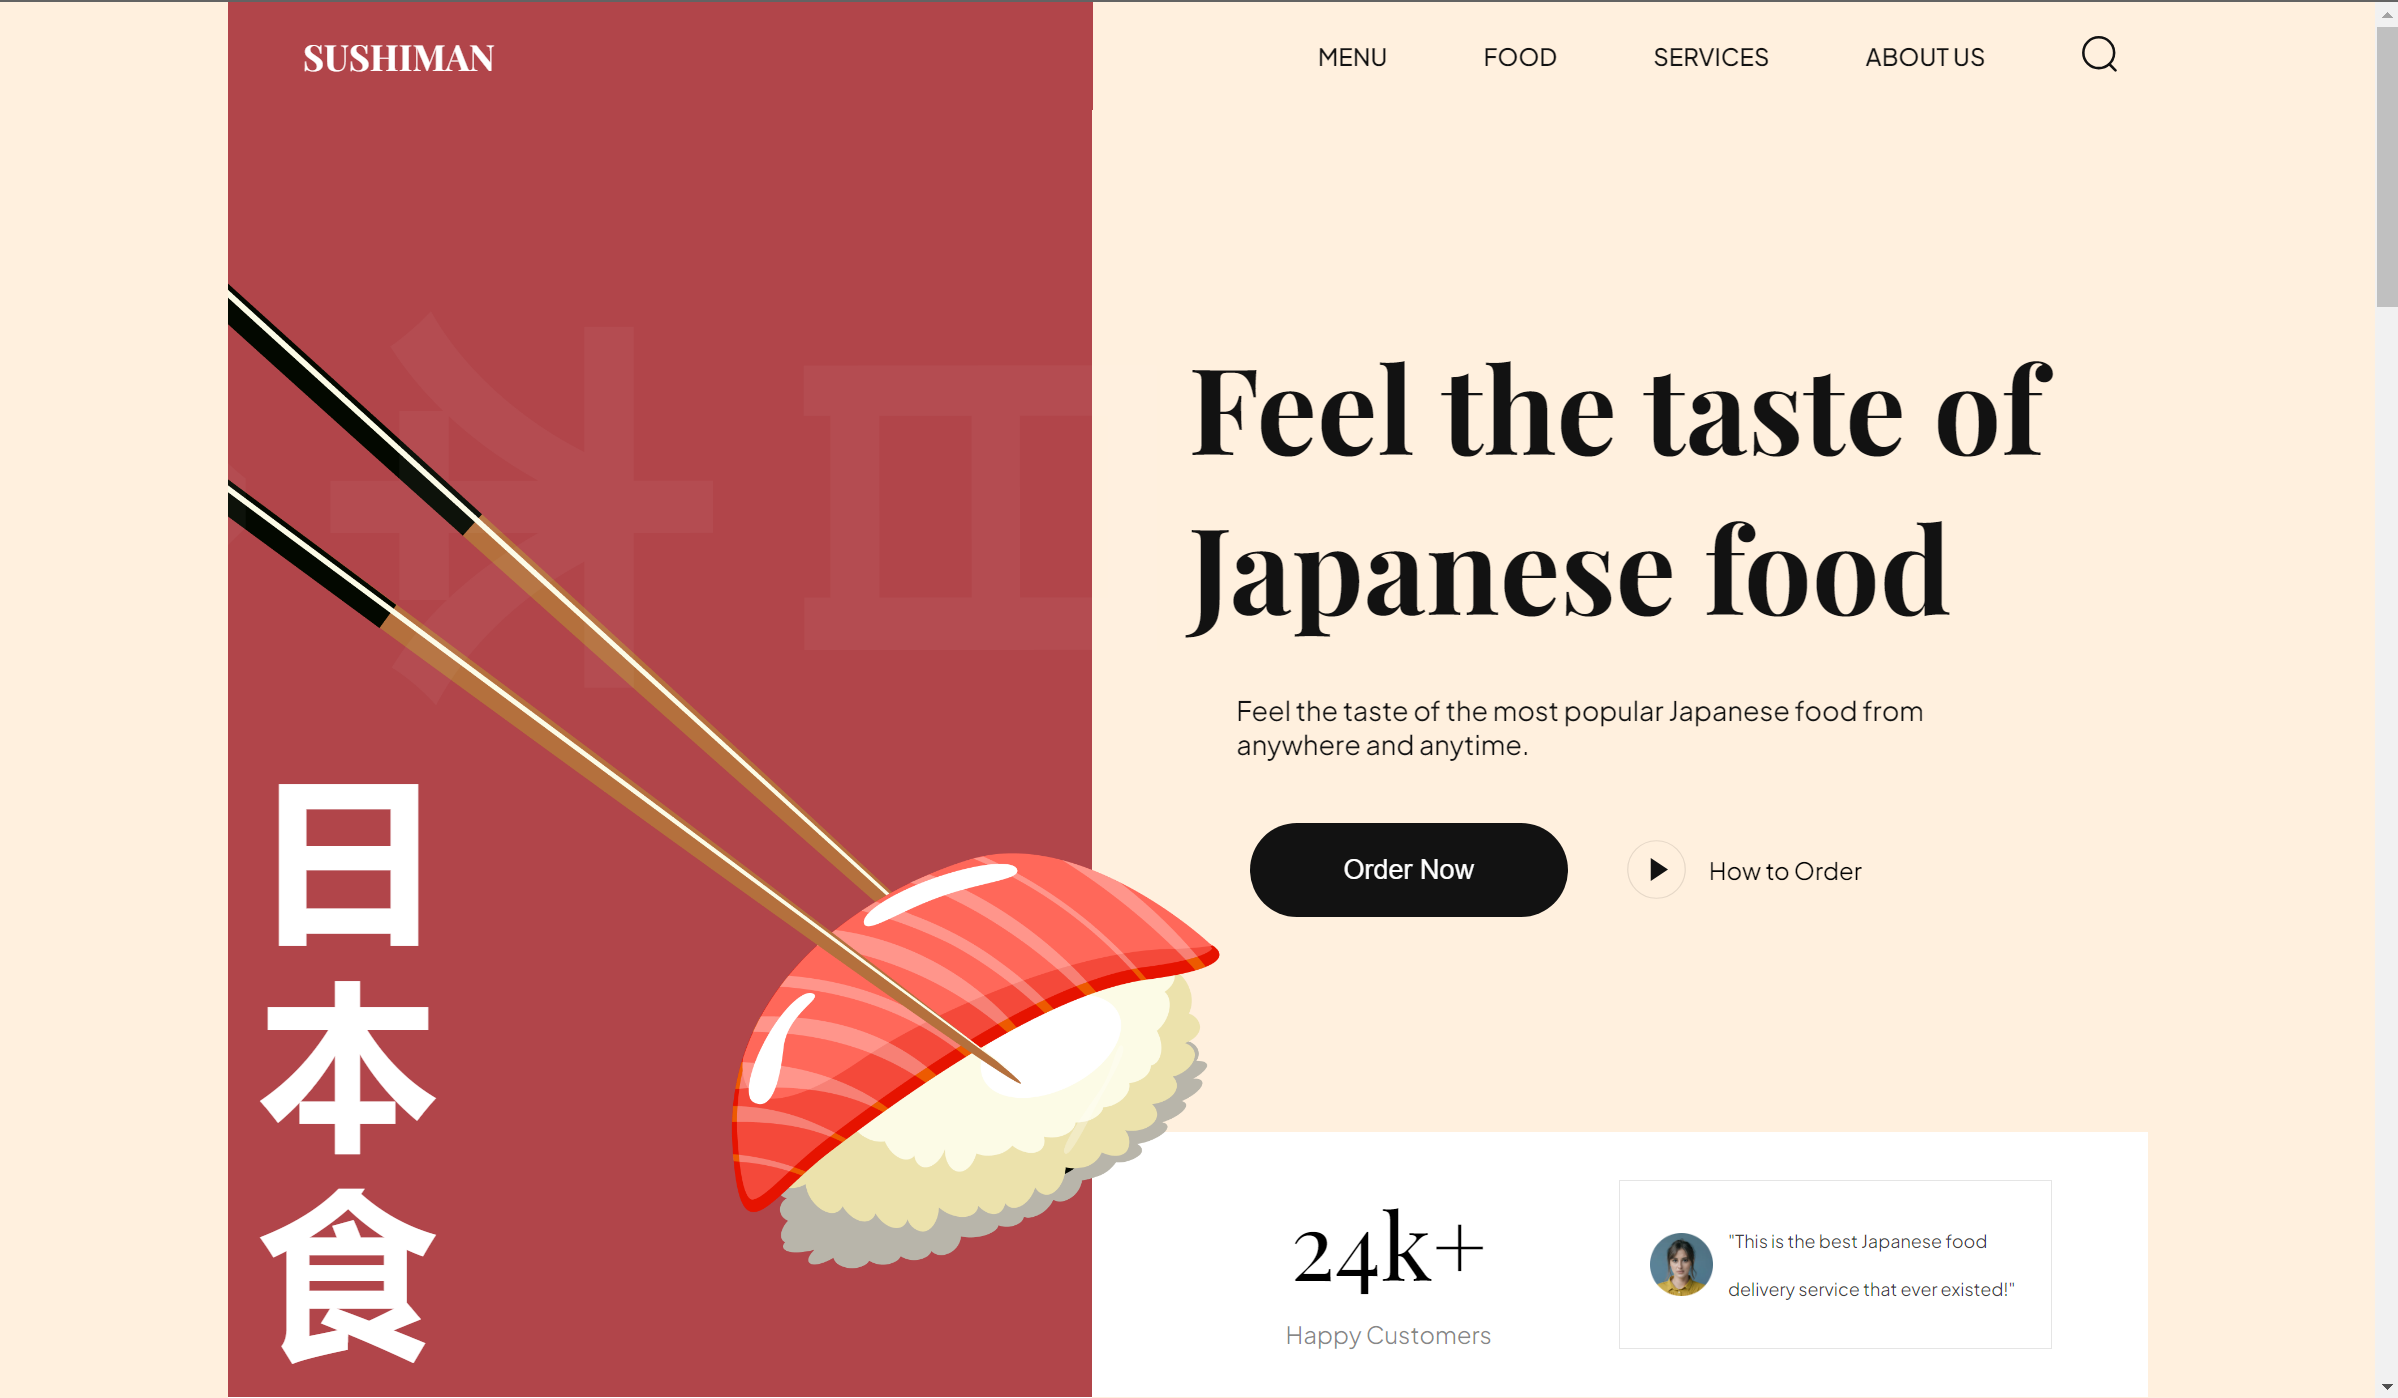 SUSHIMAN
MENU
FOOD
SERVICES
ABOUT US
Feel the taste of
Japanese food
Feel the taste of the most popular Japanese food from
anywhere and anytime.
Order Now
How to Order
日
本
食
24k+
Happy Customers
"This is the best Japanese food
delivery service that ever existed!"